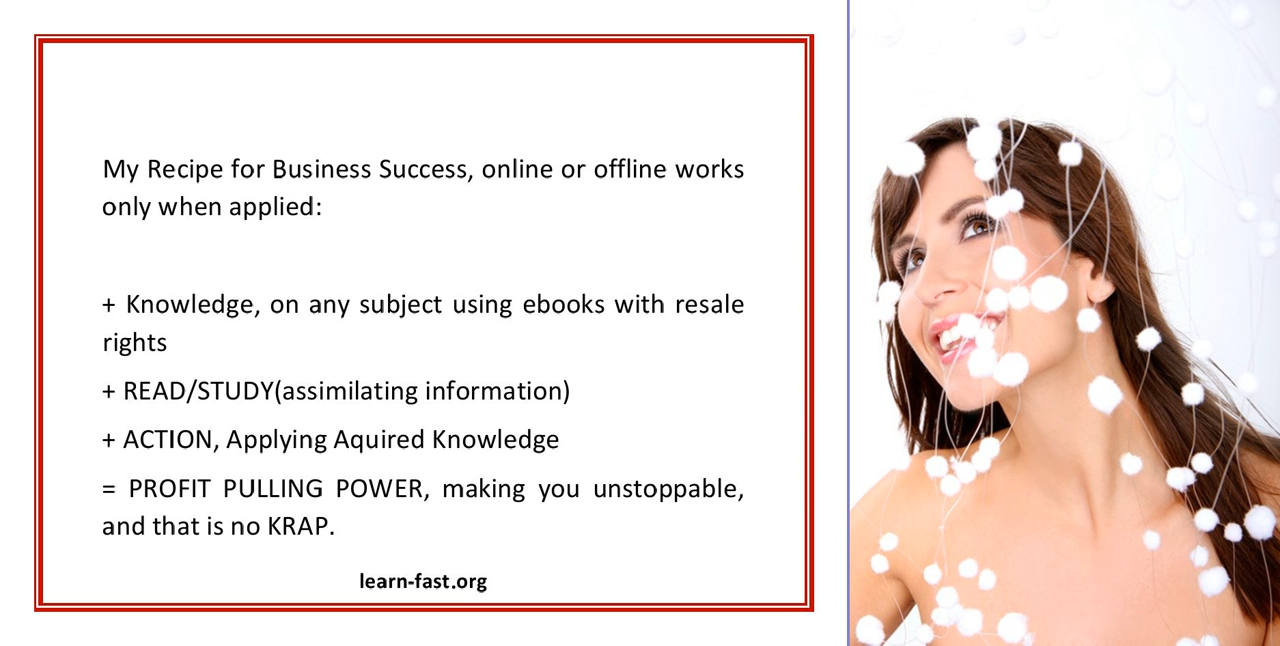 My Recipe for Business Success, online or offline works
only when applied:
+ Knowledge, on any subject using ebooks with resale
rights
+ READ/STUDY(assimilating information)
+ ACTION, Applying Aquired Knowledge
= PROFIT PULLING POWER, making you unstoppable,
and that is no KRAP.
learn-fast.org